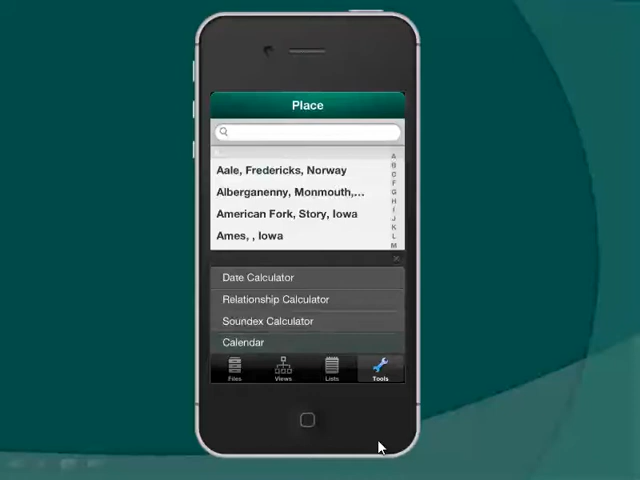 Place
Aale, Fredericks, Norway
Alberganenny, Monmouth,...
American Fork, Story, Iowa
Ames, , Iowa
A
B
C
F
G
H
I
J
K
L
M
Date Calculator
Relationship Calculator
Soundex Calculator
Calendar
Files
Views
Lists
Tools